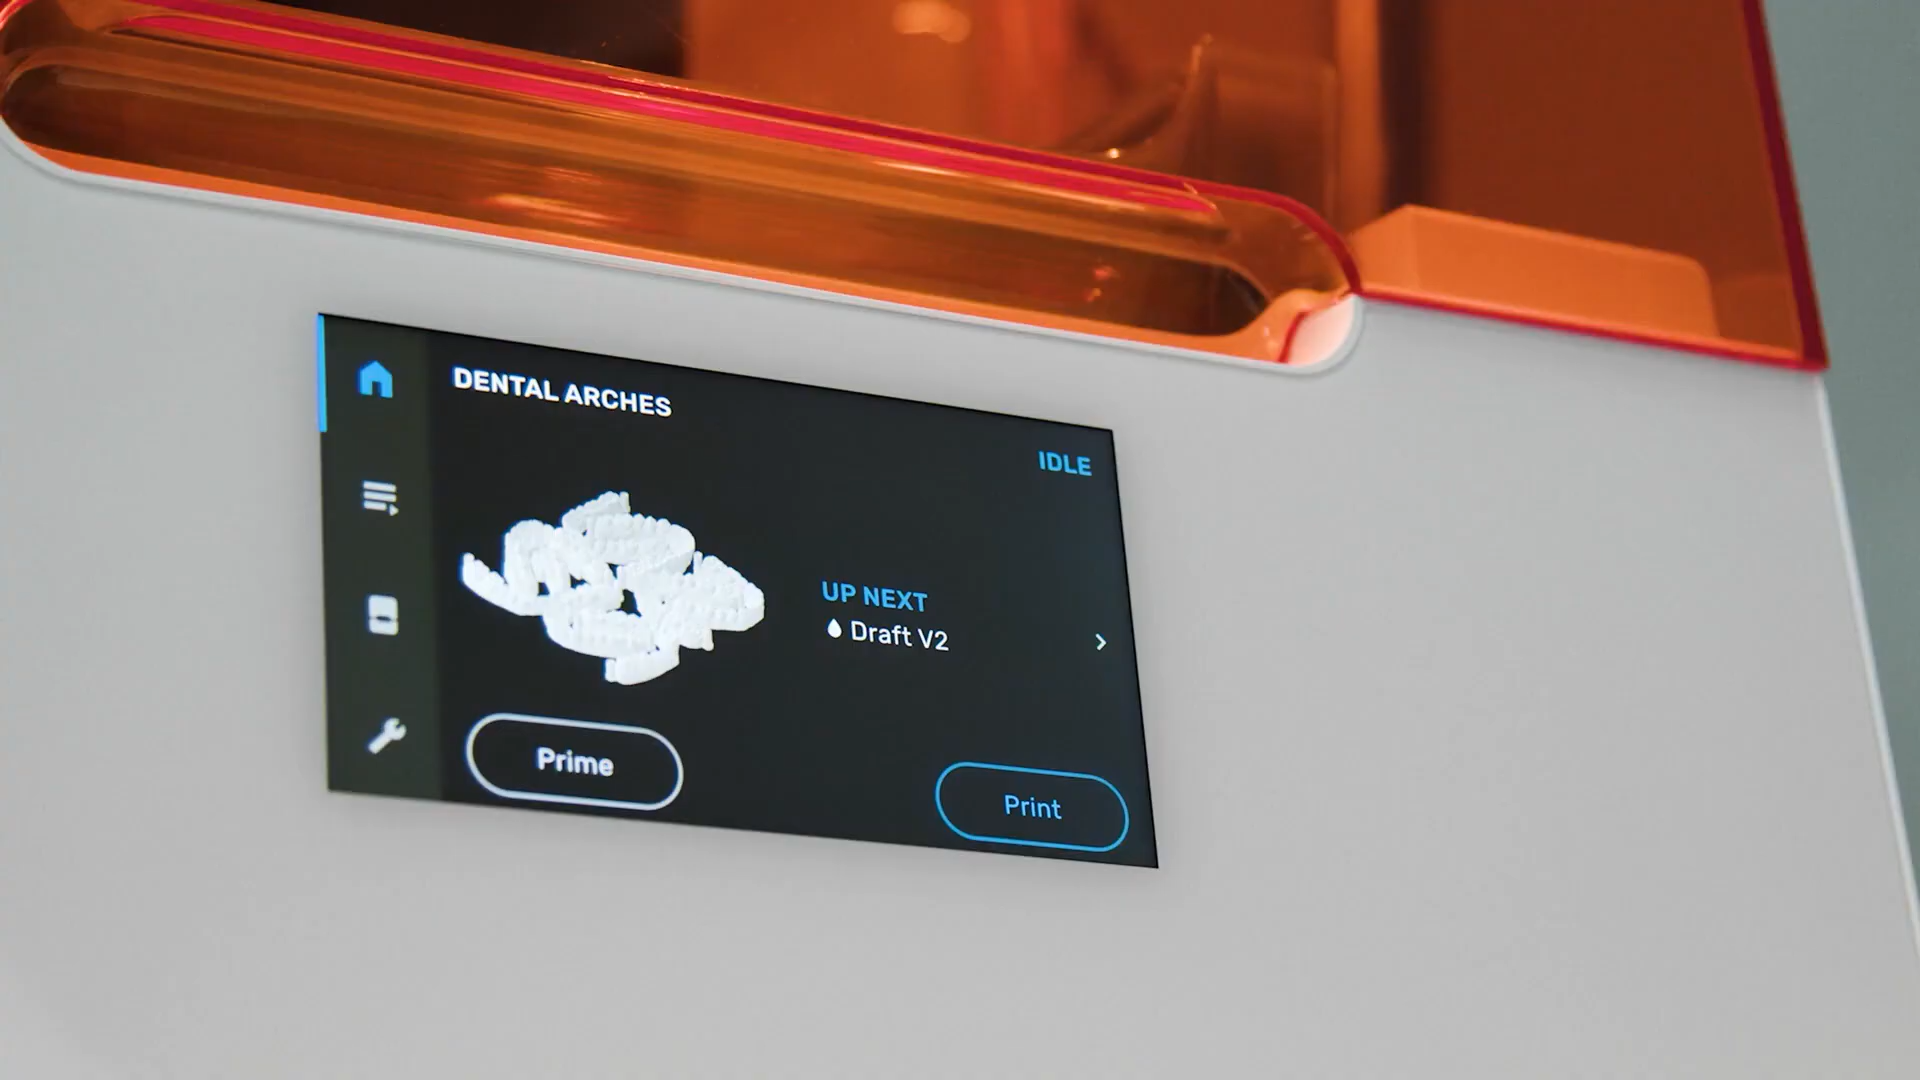 DENTAL ARCHES
IDLE
UP NEXT
Draft V2
Prime
Print